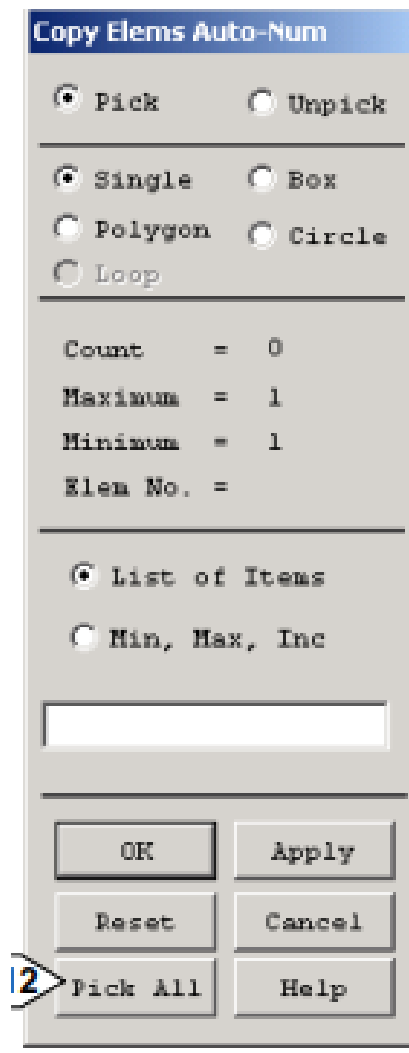 Copy Elems Auto-Num
Pick Unpick
Single Box
Polygon Circle
Loop
Count = 0
Maximum = 1
Minimum = 1
Elem No. =
List of Items
Min, Max, Inc
OK Apply
Reset Cancel
12 Pick All Help